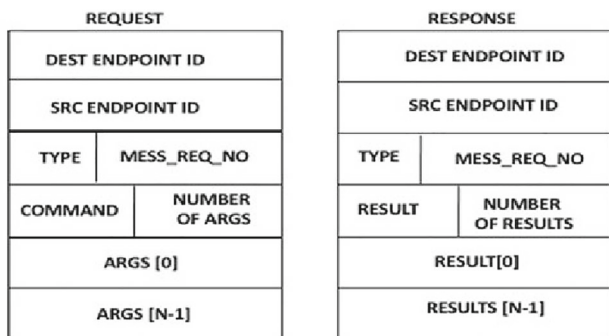 REQUEST
DEST ENDPOINT ID
SRC ENDPOINT ID
TYPE MESS_REQ_NO
COMMAND NUMBER
OF ARGS
ARGS [0]
ARGS [N-1]
RESPONSE
DEST ENDPOINT ID
SRC ENDPOINT ID
TYPE MESS_REQ_NO
RESULT NUMBER
OF RESULTS
RESULT[0]
RESULTS [N-1]